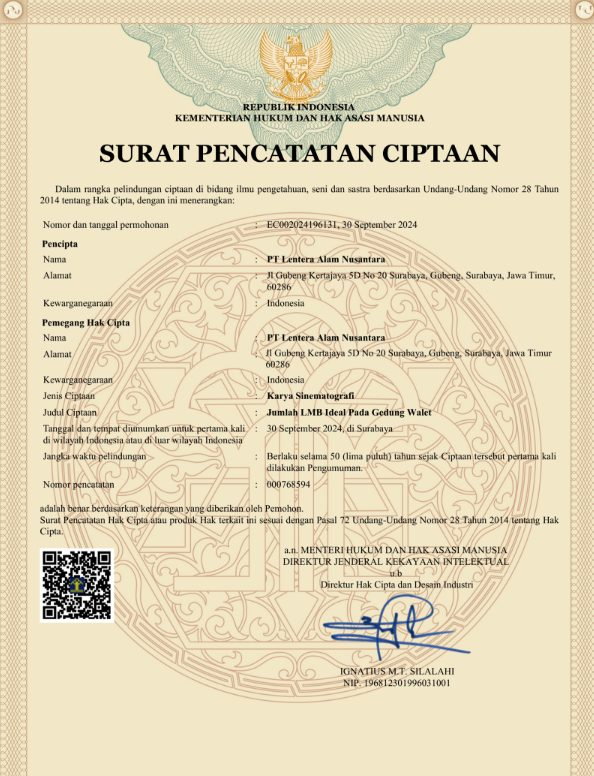 REPUBLIK INDONESIA
KEMENTERIAN HUKUM DAN HAK ASASI MANUSIA
SURAT PENCATATAN CIPTAAN
Dalam rangka pelindungan ciptaan di bidang ilmu pengetahuan, seni dan sastra berdasarkan Undang-Undang Nomor 28 Tahun
2014 tentang Hak Cipta, dengan ini menerangkan:
Nomor dan tanggal permohonan : EC002024196131, 30 September 2024
Pencipta
Nama : PT Lentera Alam Nusantara
Alamat : Jl Gubeng Kertajaya 5D No 20 Surabaya, Gubeng, Surabaya, Jawa Timur,
60286
Kewarganegaraan : Indonesia
Pemegang Hak Cipta
Nama : PT Lentera Alam Nusantara
Alamat : Jl Gubeng Kertajaya 5D No 20 Surabaya, Gubeng, Surabaya, Jawa Timur
60286
Kewarganegaraan : Indonesia
Jenis Ciptaan : Karya Sinematografi
Judul Ciptaan : Jumlah LMB Ideal Pada Gedung Walet
Tanggal dan tempat diumumkan untuk pertama kali : 30 September 2024, di Surabaya
di wilayah Indonesia atau di luar wilayah Indonesia
Jangka waktu pelindungan : Berlaku selama 50 (lima puluh) tahun sejak Ciptaan tersebut pertama kali
dilakukan Pengumuman.
Nomor pencatatan : 000768594
adalah benar berdasarkan keterangan yang diberikan oleh Pemohon.
Surat Pencatatan Hak Cipta atau produk Hak terkait ini sesuai dengan Pasal 72 Undang-Undang Nomor 28 Tahun 2014 tentang Hak
Cipta.
a.n. MENTERI HUKUM DAN HAK ASASI MANUSIA
DIREKTUR JENDERAL KEKAYAAN INTELEKTUAL
u.b
Direktur Hak Cipta dan Desain Industri
IGNATIUS M.T. SILALAHI
NIP. 196812301996031001